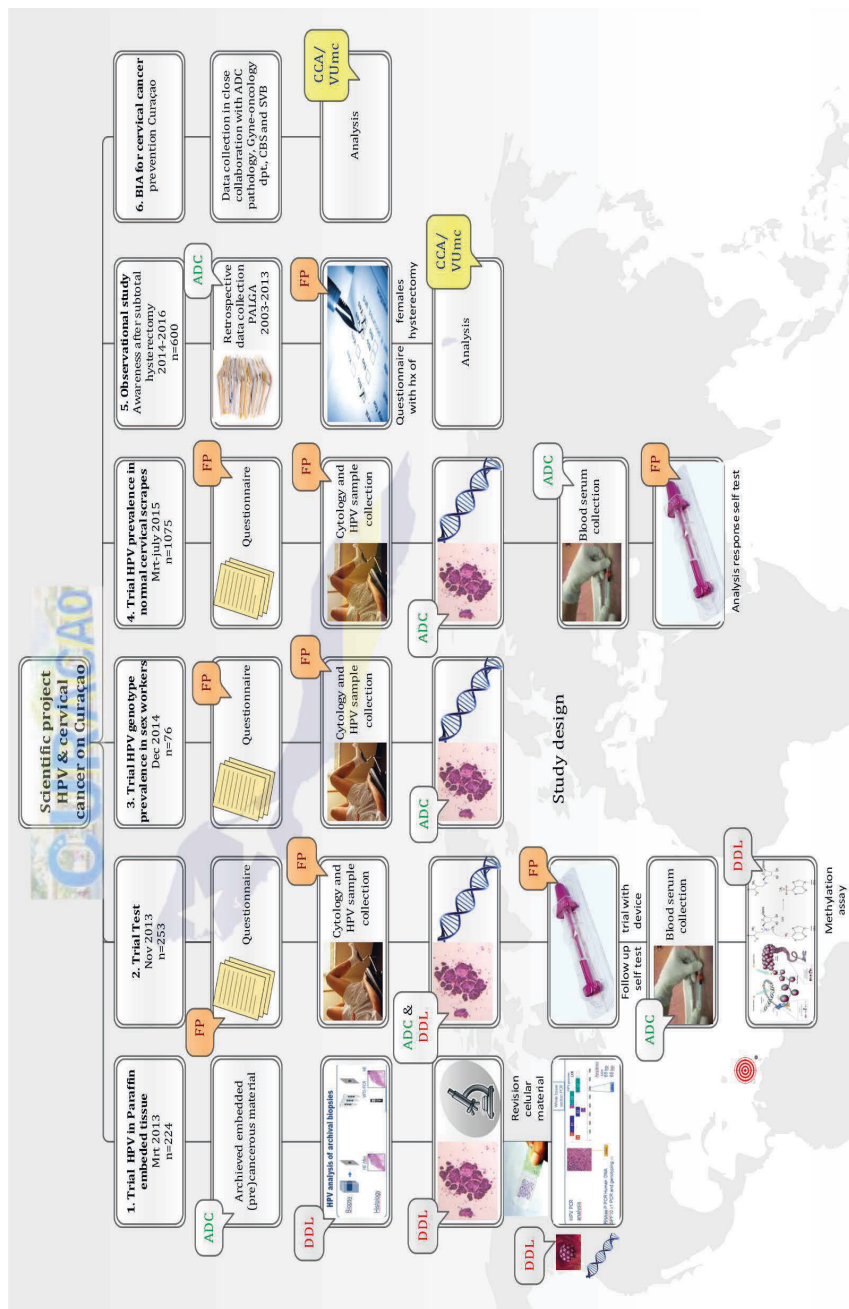 CURAÇAO
Scientific project
HPV & cervical
cancer on Curaçao
1. Trial HPV in Paraffin
embeded tissue
Mrt 2013
n=224
ADC
Archieved embedded
(pre)cancerous material
DDL
HPV analysis of archival biopsies
Biopsy
Histology
DDL
Revision
celular
material
DDL
HPV PCR
analysis
2. Trial Test
Nov 2013
n=253
FP
Questionnaire
FP
Cytology and
HPV sample
collection
ADC &
DDL
FP
Follow up trial with
self test device
ADC
Blood serum
collection
DDL
Methylation
assay
3. Trial HPV genotype
prevalence in sex workers
Dec 2014
n=76
FP
Questionnaire
FP
Cytology and
HPV sample
collection
ADC
Study design
4. Trial HPV prevalence in
normal cervical scrapes
Mrt-july 2015
n=1075
FP
Questionnaire
FP
Cytology and
HPV sample
collection
ADC
ADC
Blood serum
collection
FP
Analysis response self test
5. Observational study
Awareness after subtotal
hysterectomy
2014-2016
n=600
ADC
Retrospective
data collection
PALGA
2003-2013
FP
Questionnaire females
with hx of hysterectomy
CCA/
VUmc
Analysis
6. BIA for cervical cancer
prevention Curaçao
Data collection in close
collaboration with ADC
pathology, Gyne-oncology
dpt., CBS and SVB
CCA/
VUmc
Analysis